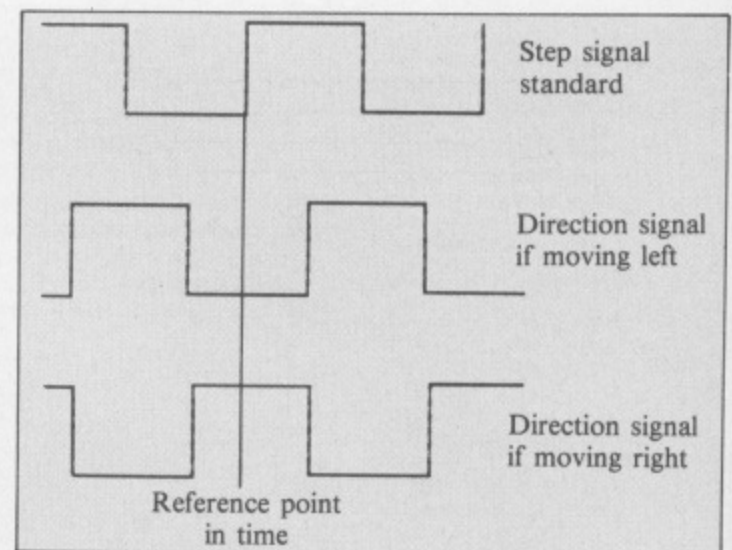 Step signal
standard
Direction signal
if moving left
Direction signal
if moving right
Reference point
in time